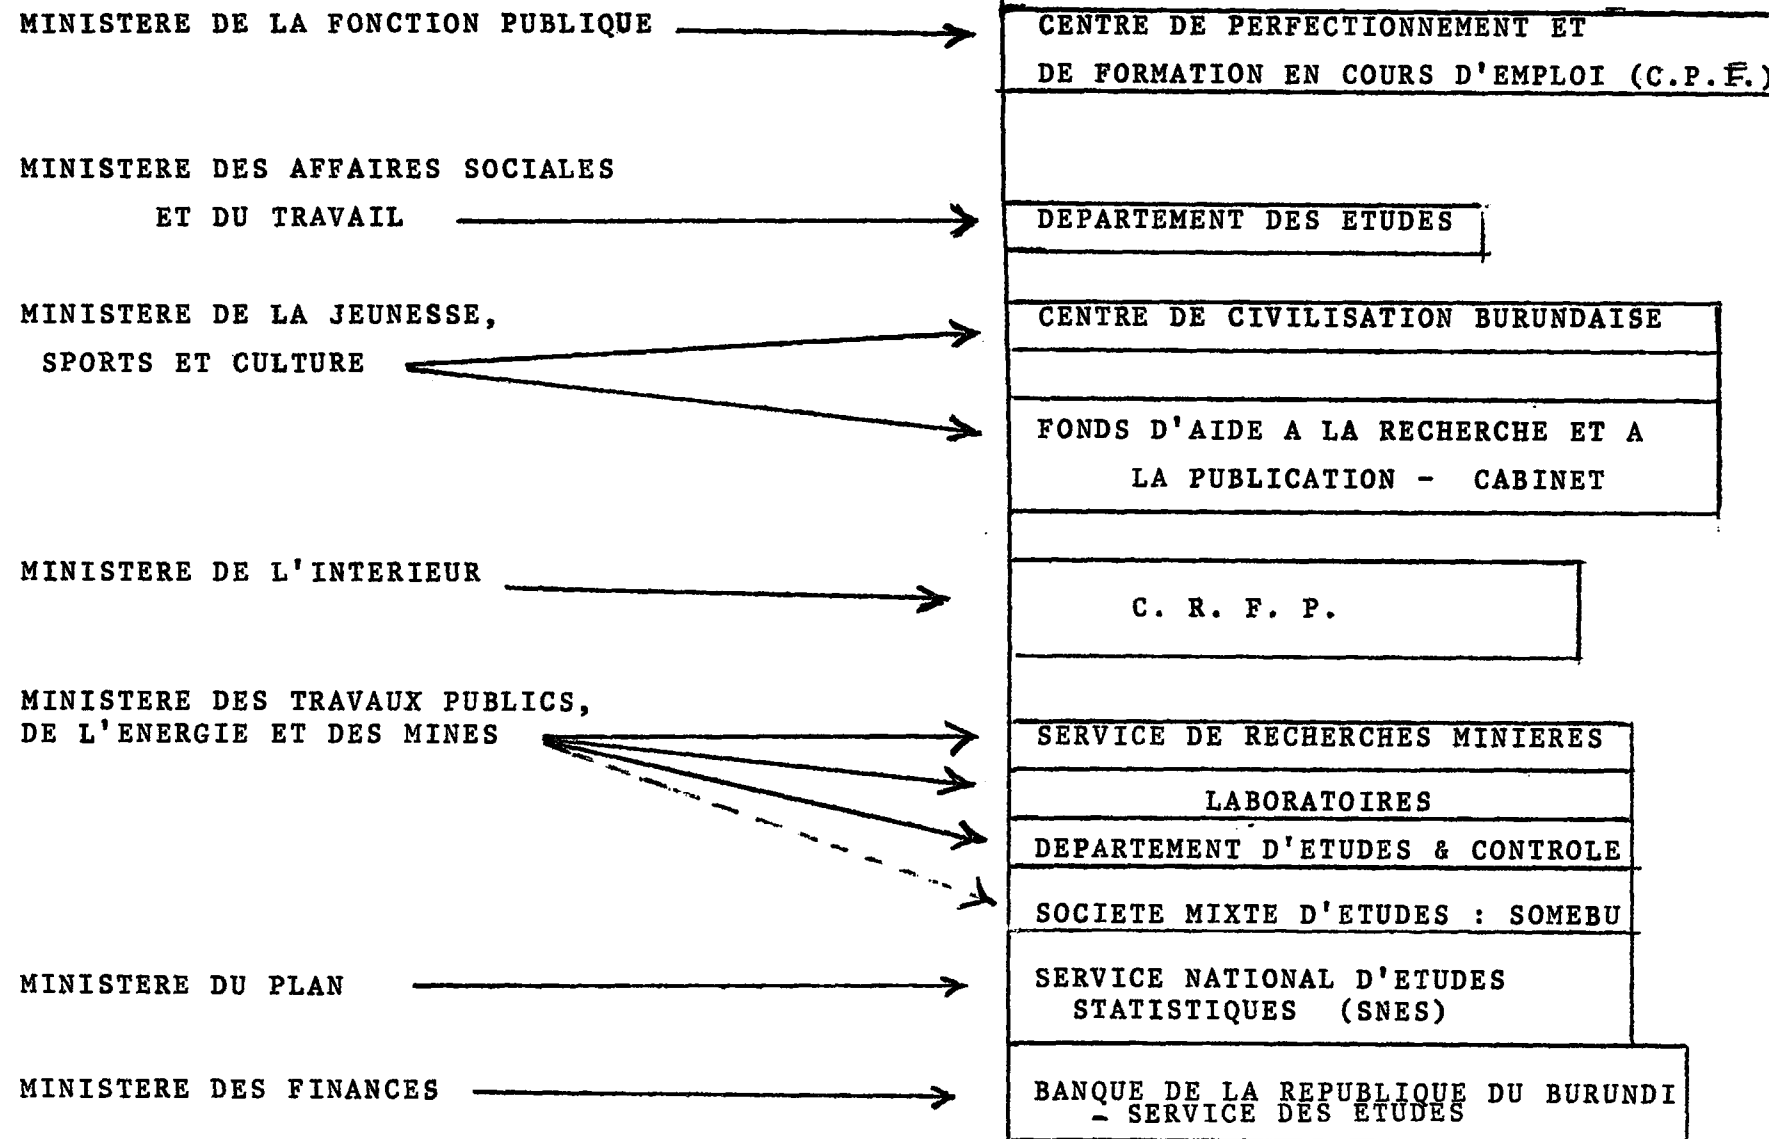 MINISTERE DE LA FONCTION PUBLIQUE
CENTRE DE PERFECTIONNEMENT ET
DE FORMATION EN COURS D'EMPLOI (C.P.F.)
MINISTERE DES AFFAIRES SOCIALES
ET DU TRAVAIL
DEPARTEMENT DES ETUDES
MINISTERE DE LA JEUNESSE,
SPORTS ET CULTURE
CENTRE DE CIVILISATION BURUNDAISE
FONDS D'AIDE A LA RECHERCHE ET A
LA PUBLICATION - CABINET
MINISTERE DE L'INTERIEUR
C. R. F. P.
MINISTERE DES TRAVAUX PUBLICS,
DE L'ENERGIE ET DES MINES
SERVICE DE RECHERCHES MINIERES
LABORATOIRES
DEPARTEMENT D'ETUDES & CONTROLE
SOCIETE MIXTE D'ETUDES : SOMEBU
MINISTERE DU PLAN
SERVICE NATIONAL D'ETUDES
STATISTIQUES (SNES)
MINISTERE DES FINANCES
BANQUE DE LA REPUBLIQUE DU BURUNDI
- SERVICE DES ETUDES